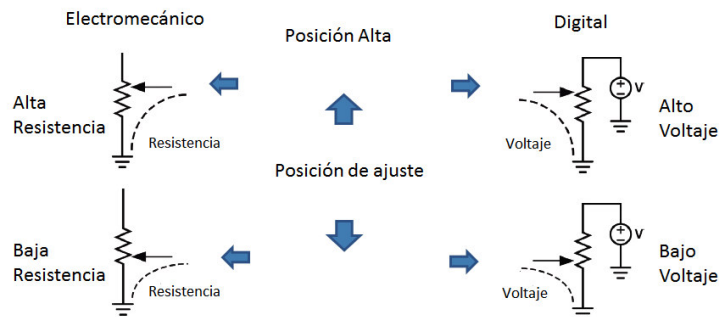 Electromecánico
Posición Alta
Digital
Alta
Resistencia
Resistencia
Voltaje
V
Alto
Voltaje
Posición de ajuste
Baja
Resistencia
Resistencia
Voltaje
V
Bajo
Voltaje